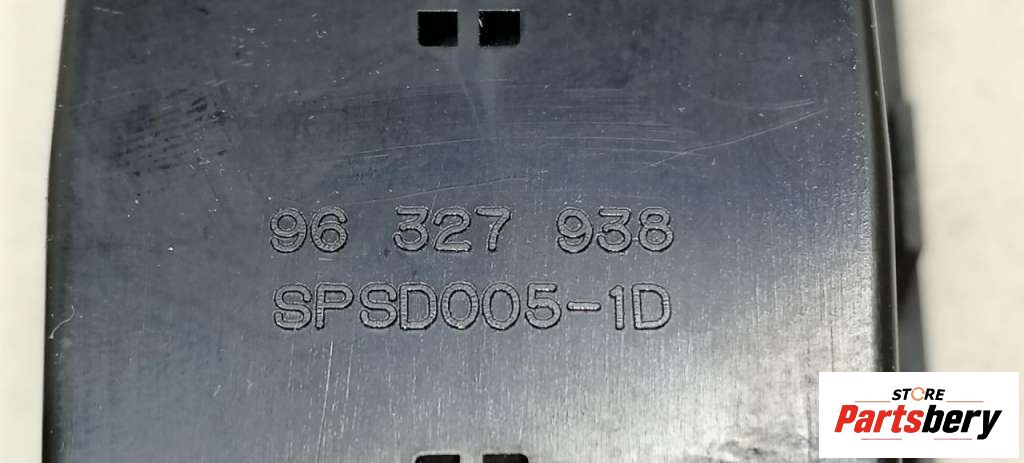 96 327 938
SPSD005-1D
STORE
Partsbery